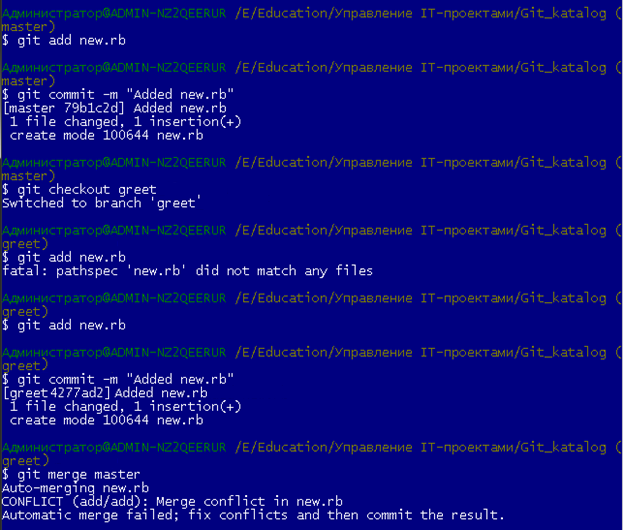 Администратор@ADMIN-NZ2QEERUR /E/Education/Управление IT-проектами/Git_katalog (
master)
$ git add new.rb
Администратор@ADMIN-NZ2QEERUR /E/Education/Управление IT-проектами/Git_katalog (
master)
$ git commit -m "Added new.rb"
[master 79b1c2d] Added new.rb
1 file changed, 1 insertion(+)
create mode 100644 new.rb
Администратор@ADMIN-NZ2QEERUR /E/Education/Управление IT-проектами/Git_katalog (
master)
$ git checkout greet
Switched to branch 'greet'
Администратор@ADMIN-NZ2QEERUR /E/Education/Управление IT-проектами/Git_katalog (
greet)
$ git add new.rb
fatal: pathspec 'new.rb' did not match any files
Администратор@ADMIN-NZ2QEERUR /E/Education/Управление IT-проектами/Git_katalog (
greet)
$ git add new.rb
Администратор@ADMIN-NZ2QEERUR /E/Education/Управление IT-проектами/Git_katalog (
greet)
$ git commit -m "Added new.rb"
[greet4277ad2] Added new.rb
1 file changed, 1 insertion(+)
create mode 100644 new.rb
Администратор@ADMIN-NZ2QEERUR /E/Education/Управление IT-проектами/Git_katalog (
greet)
$ git merge master
Auto-merging new.rb
CONFLICT (add/add): Merge conflict in new.rb
Automatic merge failed; fix conflicts and then commit the result.